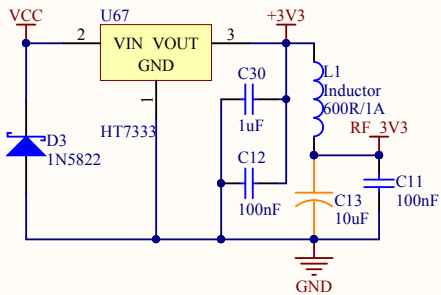 VCC
U67
+3V3
2
VIN VOUT
3
GND
1
HT7333
D3
1N5822
C30
1uF
C12
100nF
L1
Inductor
600R/1A
RF_3V3
C13
10uF
C11
100nF
GND